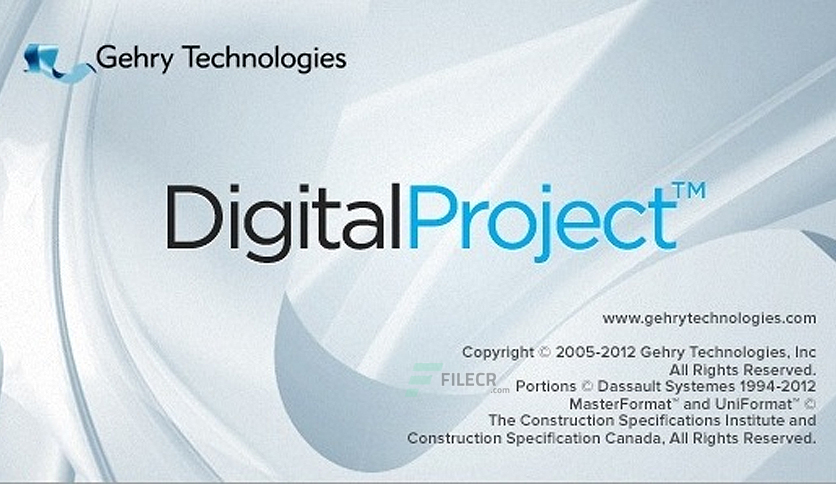 Gehry Technologies
DigitalProject™
www.gehrytechnologies.com
Copyright © 2005-2012 Gehry Technologies, Inc
All Rights Reserved.
FILECR
.com
Portions © Dassault Systemes 1994-2012
MasterFormat™ and UniFormat™ ©
The Construction Specifications Institute and
Construction Specification Canada, All Rights Reserved.